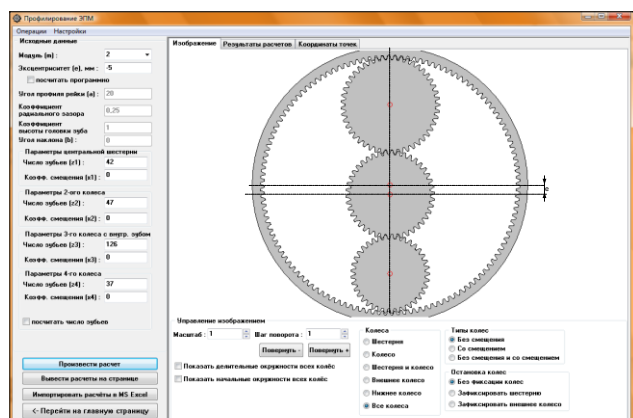 Профилирование ЭПМ
Операции Настройки
Исходные данные
Модуль (m) : 2
Эксцентриситет (e), мм : -5
посчитать программно
Угол профиля рейки (a) : 20
Коэффициент
радиального зазора 0,25
Коэффициент
высоты головки зуба 1
Угол наклона (b) : 0
Параметры центральной
шестерни
Число зубьев (z1) : 42
Коэфф. смещения (x1) : 0
Параметры 2-ого колеса
Число зубьев (z2) : 47
Коэфф. смещения (x2) : 0
Параметры 3-го колеса с внутр. зубом
Число зубьев (z3) : 126
Коэфф. смещения (x3) : 0
Параметры 4-го колеса
Число зубьев (z4) : 37
Коэфф. смещения (x4) : 0
посчитать число зубьев
Произвести расчет
Вывести расчеты на странице
Импортировать расчёты в MS Excel
<- Перейти на главную страницу
Изображение Результаты расчетов Координаты точек
e
Управление изображением
Масштаб : 1 Шаг поворота : 1
Повернуть - Повернуть +
Показать делительные окружности всех колёс
Показать начальные окружности всех колёс
Колеса
Шестерня
Колесо
Шестерня и колесо
Внешнее колесо
Нижнее колесо
Все колеса
Типы колес
Без смещения
Со смещением
Без смещения и со смещением
Остановка колес
Без фиксации колес
Зафиксировать шестерню
Зафиксировать внешнее колесо